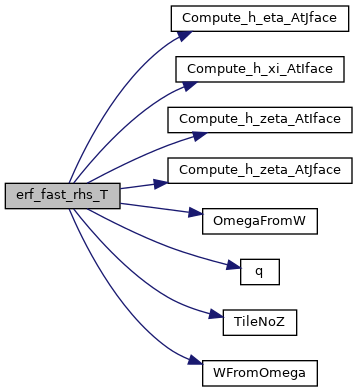 Compute_h_eta_AtJface
Compute_h_xi_AtIface
Compute_h_zeta_AtIface
Compute_h_zeta_AtJface
erf_fast_rhs_T
OmegaFromW
q
TileNoZ
WFromOmega